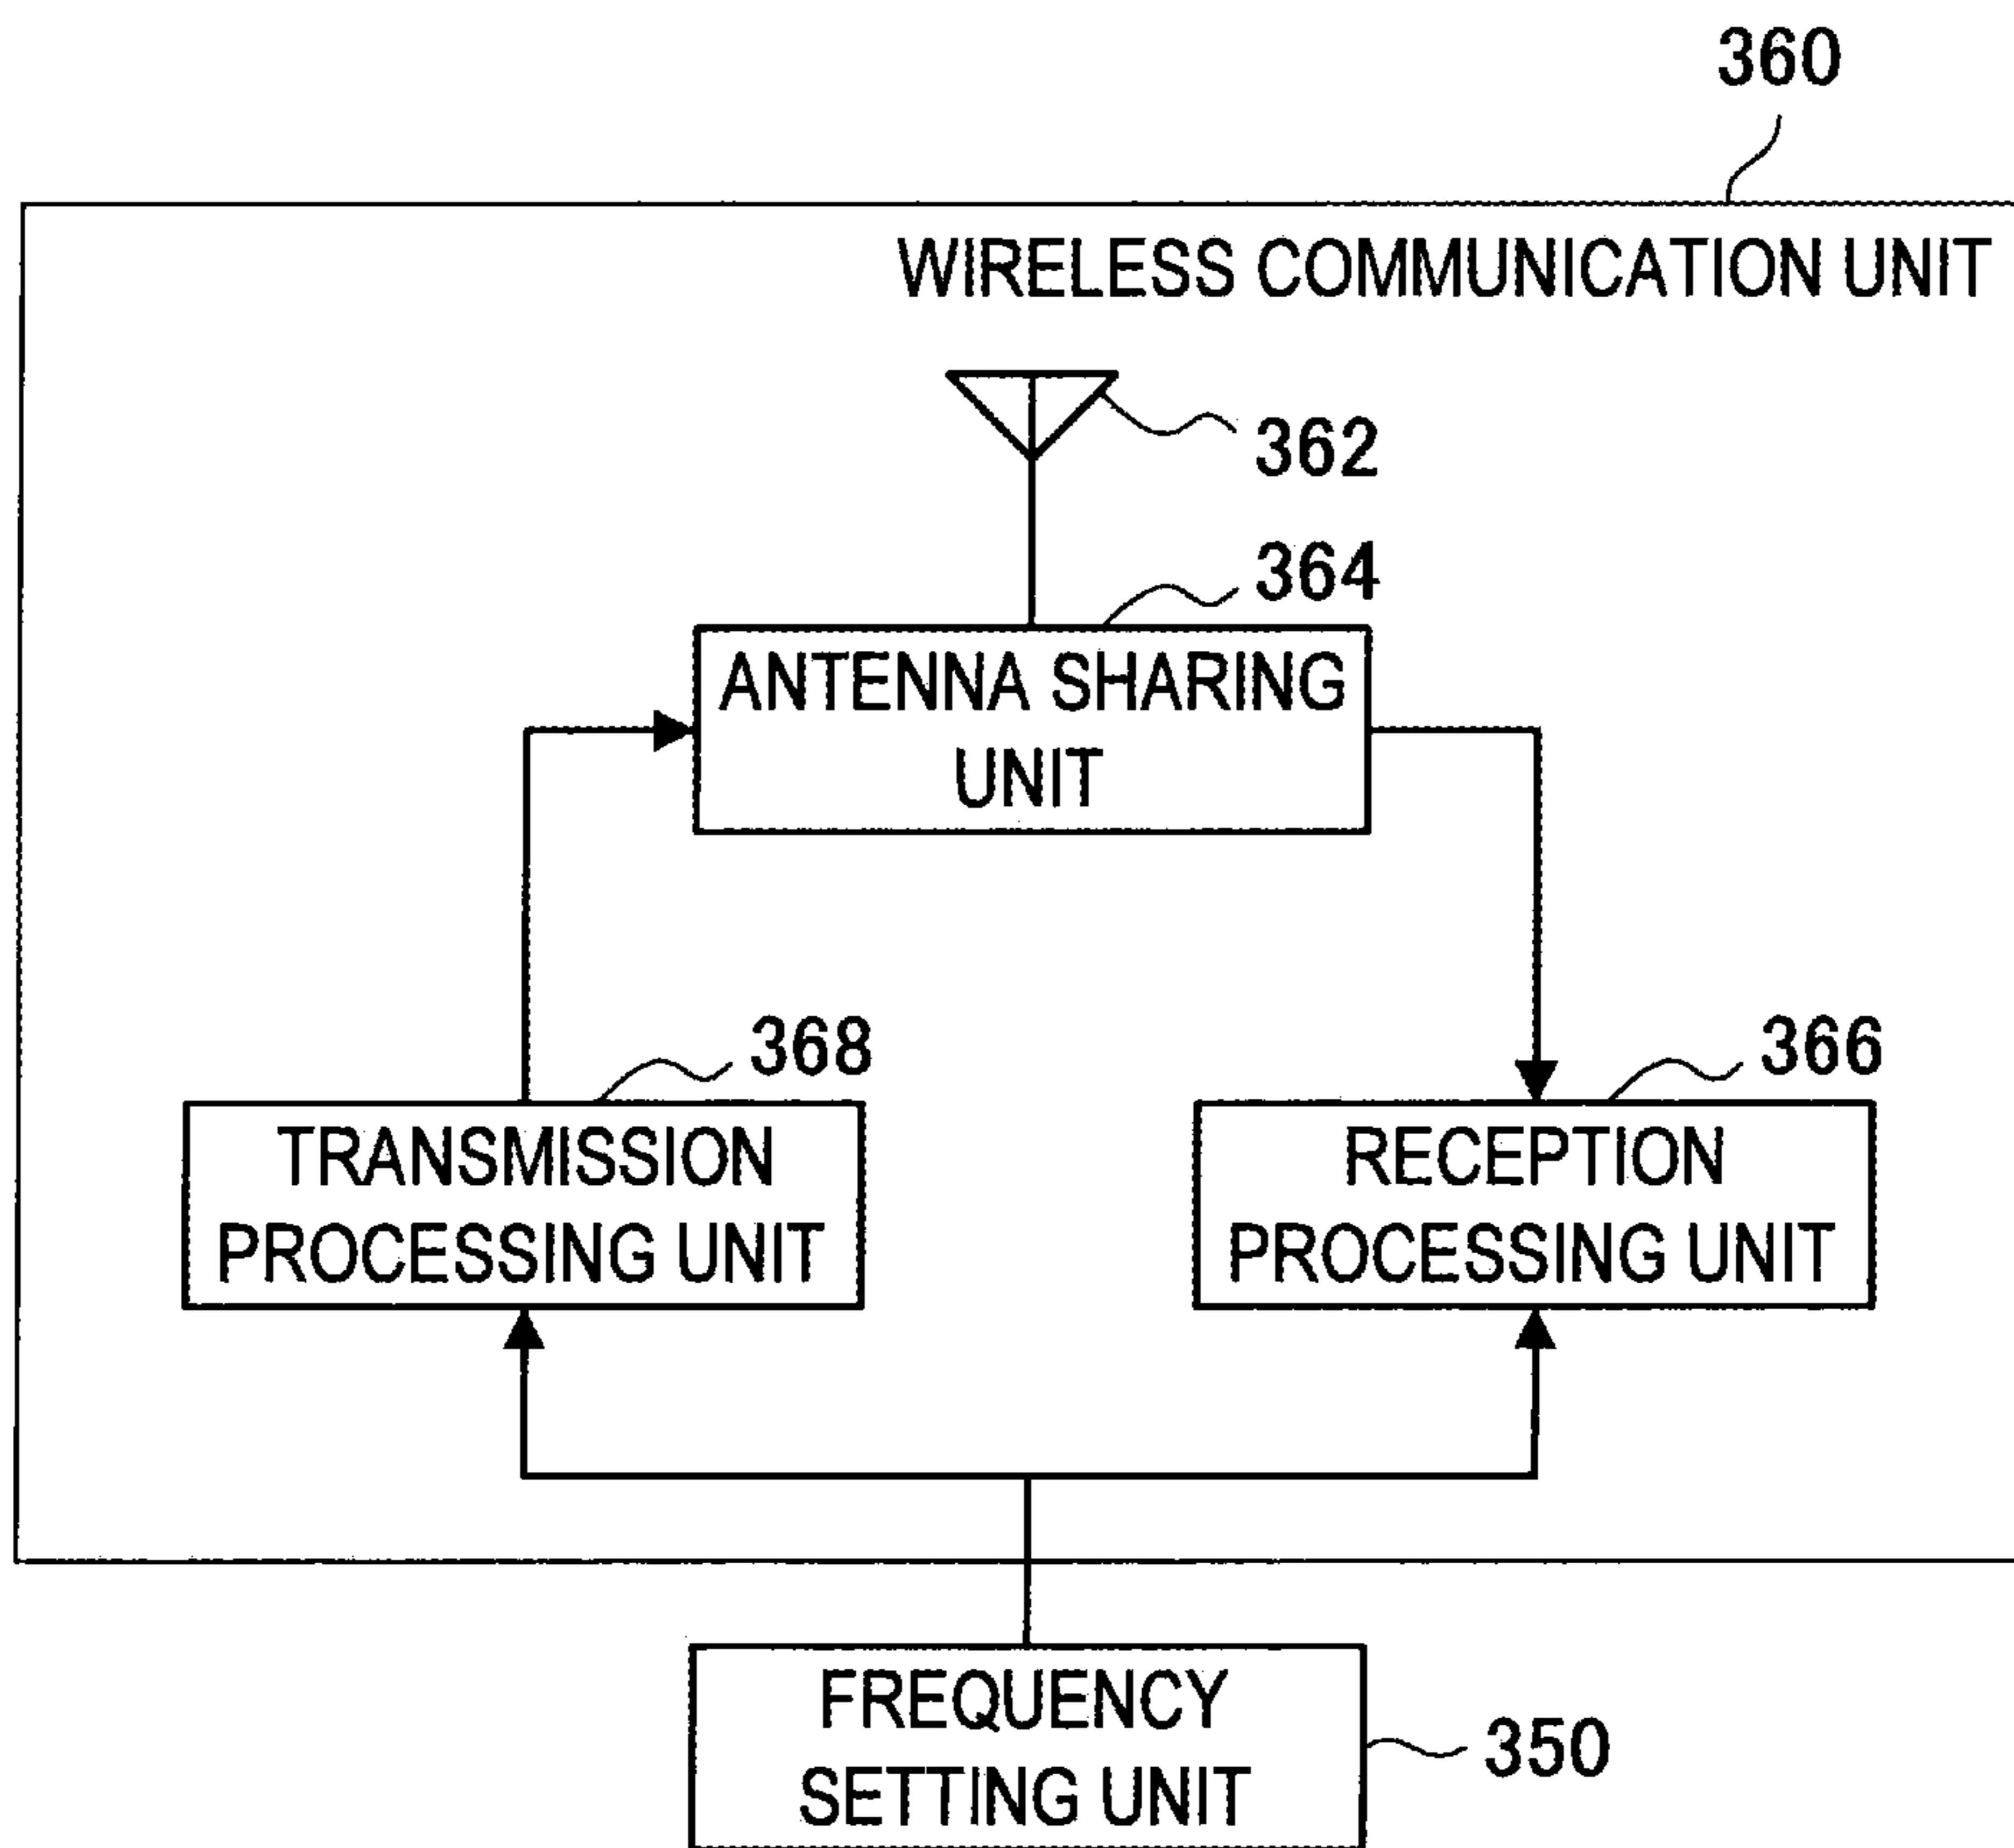 360
WIRELESS COMMUNICATION UNIT
362
364
ANTENNA SHARING
UNIT
368
366
TRANSMISSION
PROCESSING UNIT
RECEPTION
PROCESSING UNIT
FREQUENCY
SETTING UNIT
350